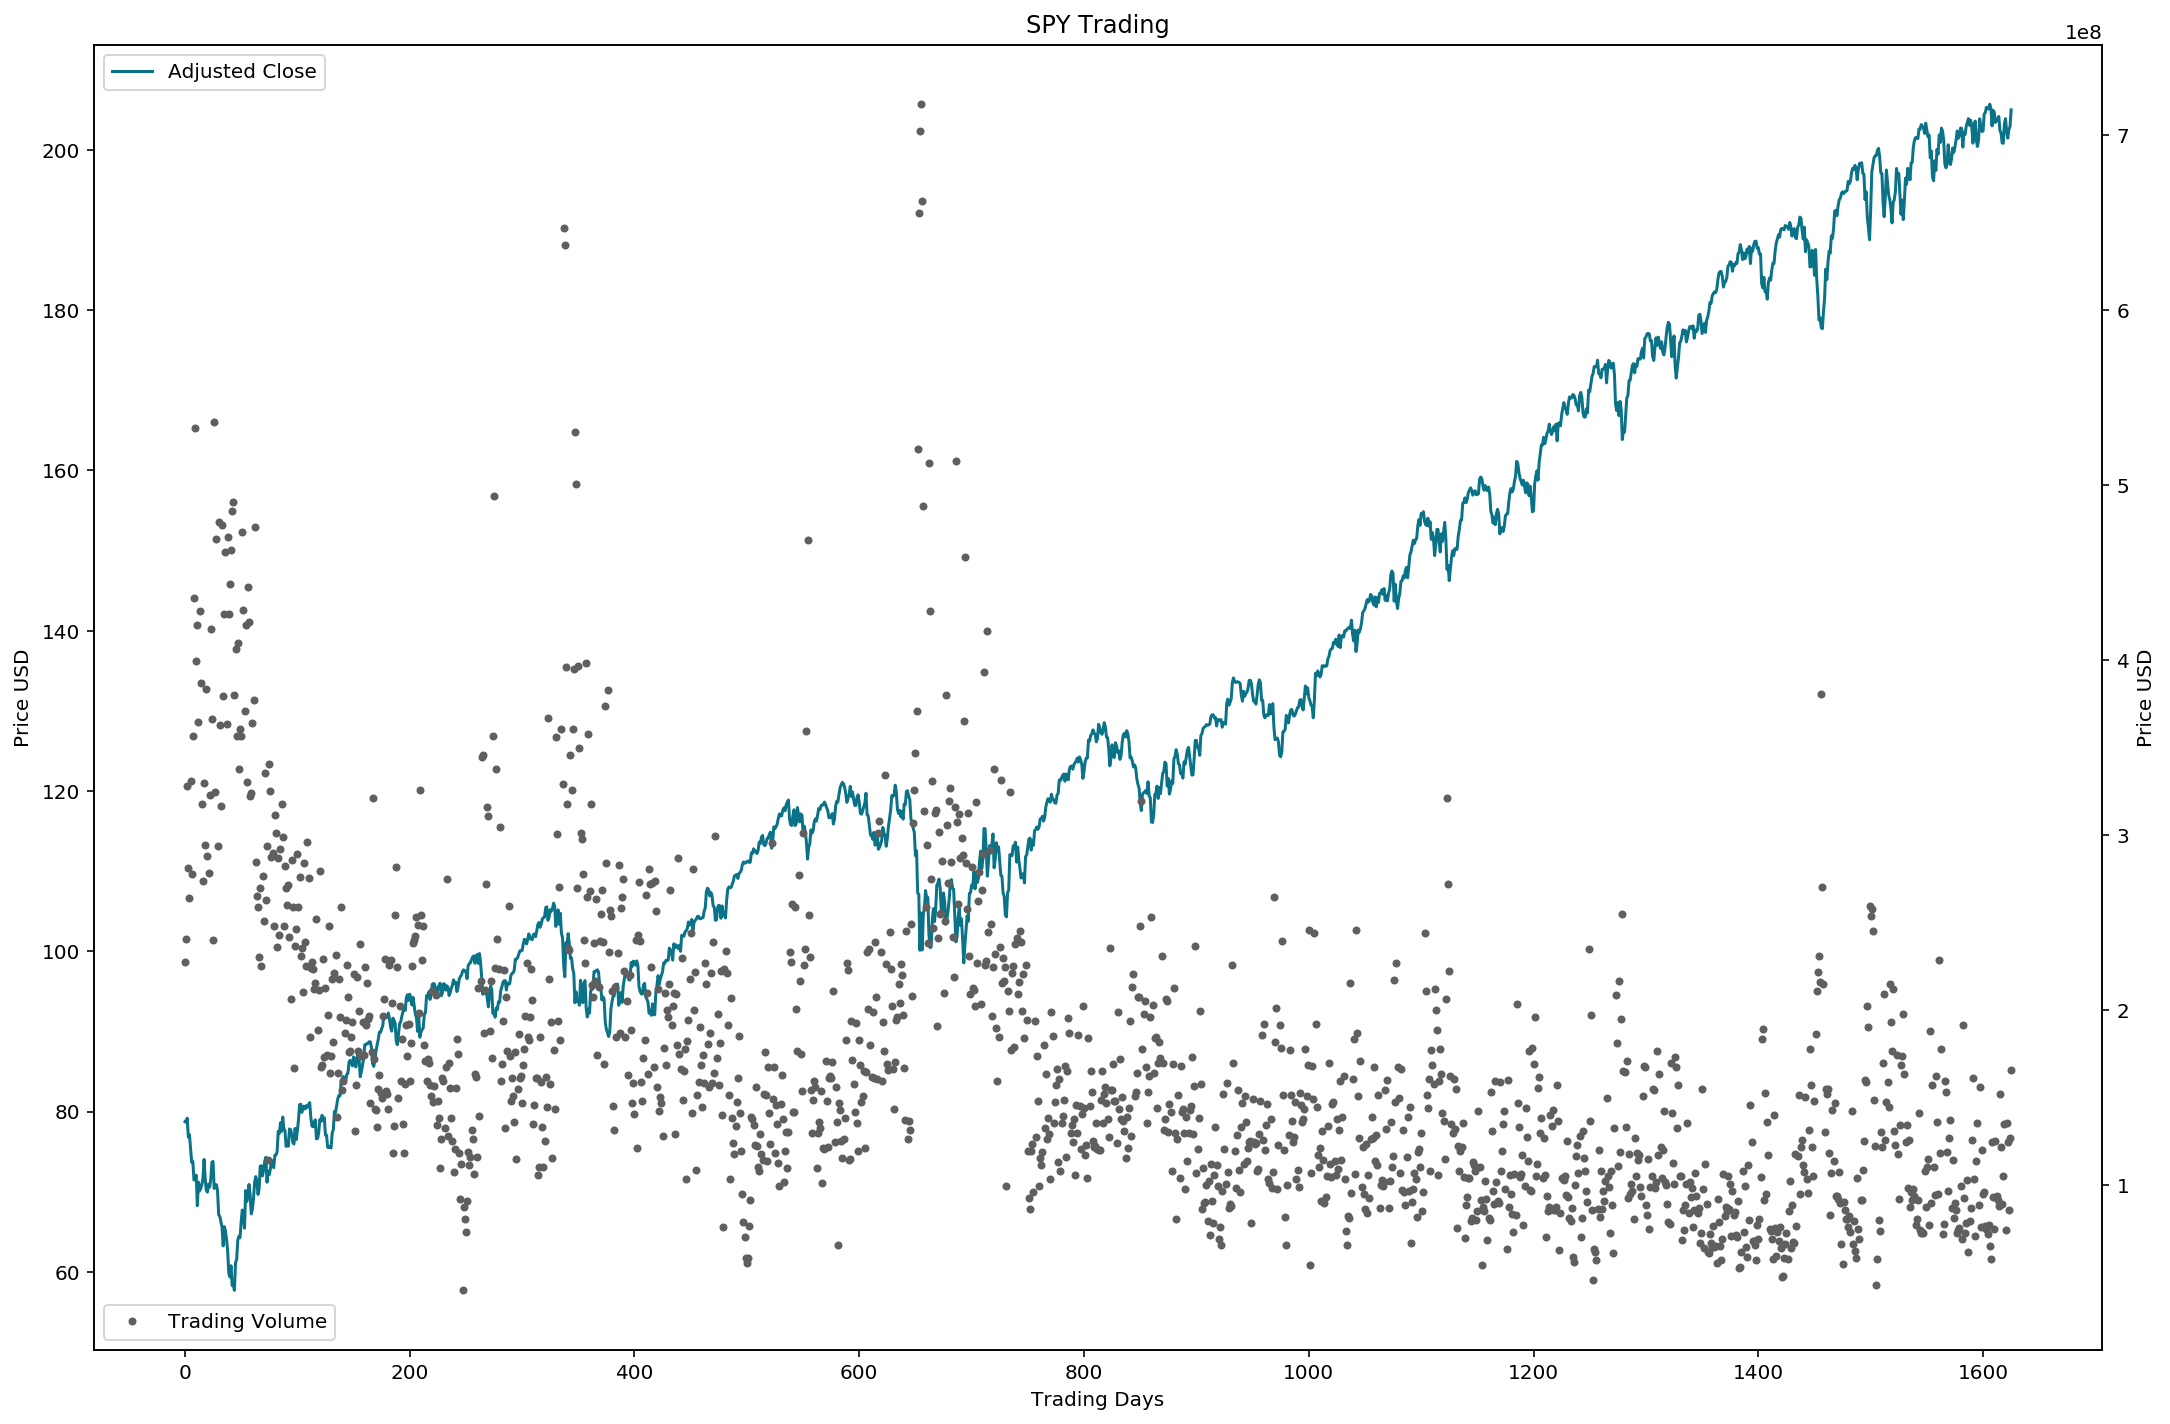 SPY Trading
1e8
Adjusted Close
200
180
160
140
120
100
80
60
Price USD
7
6
5
4
3
2
1
Price USD
Trading Volume
0 200 400 600 800 1000 1200 1400 1600
Trading Days